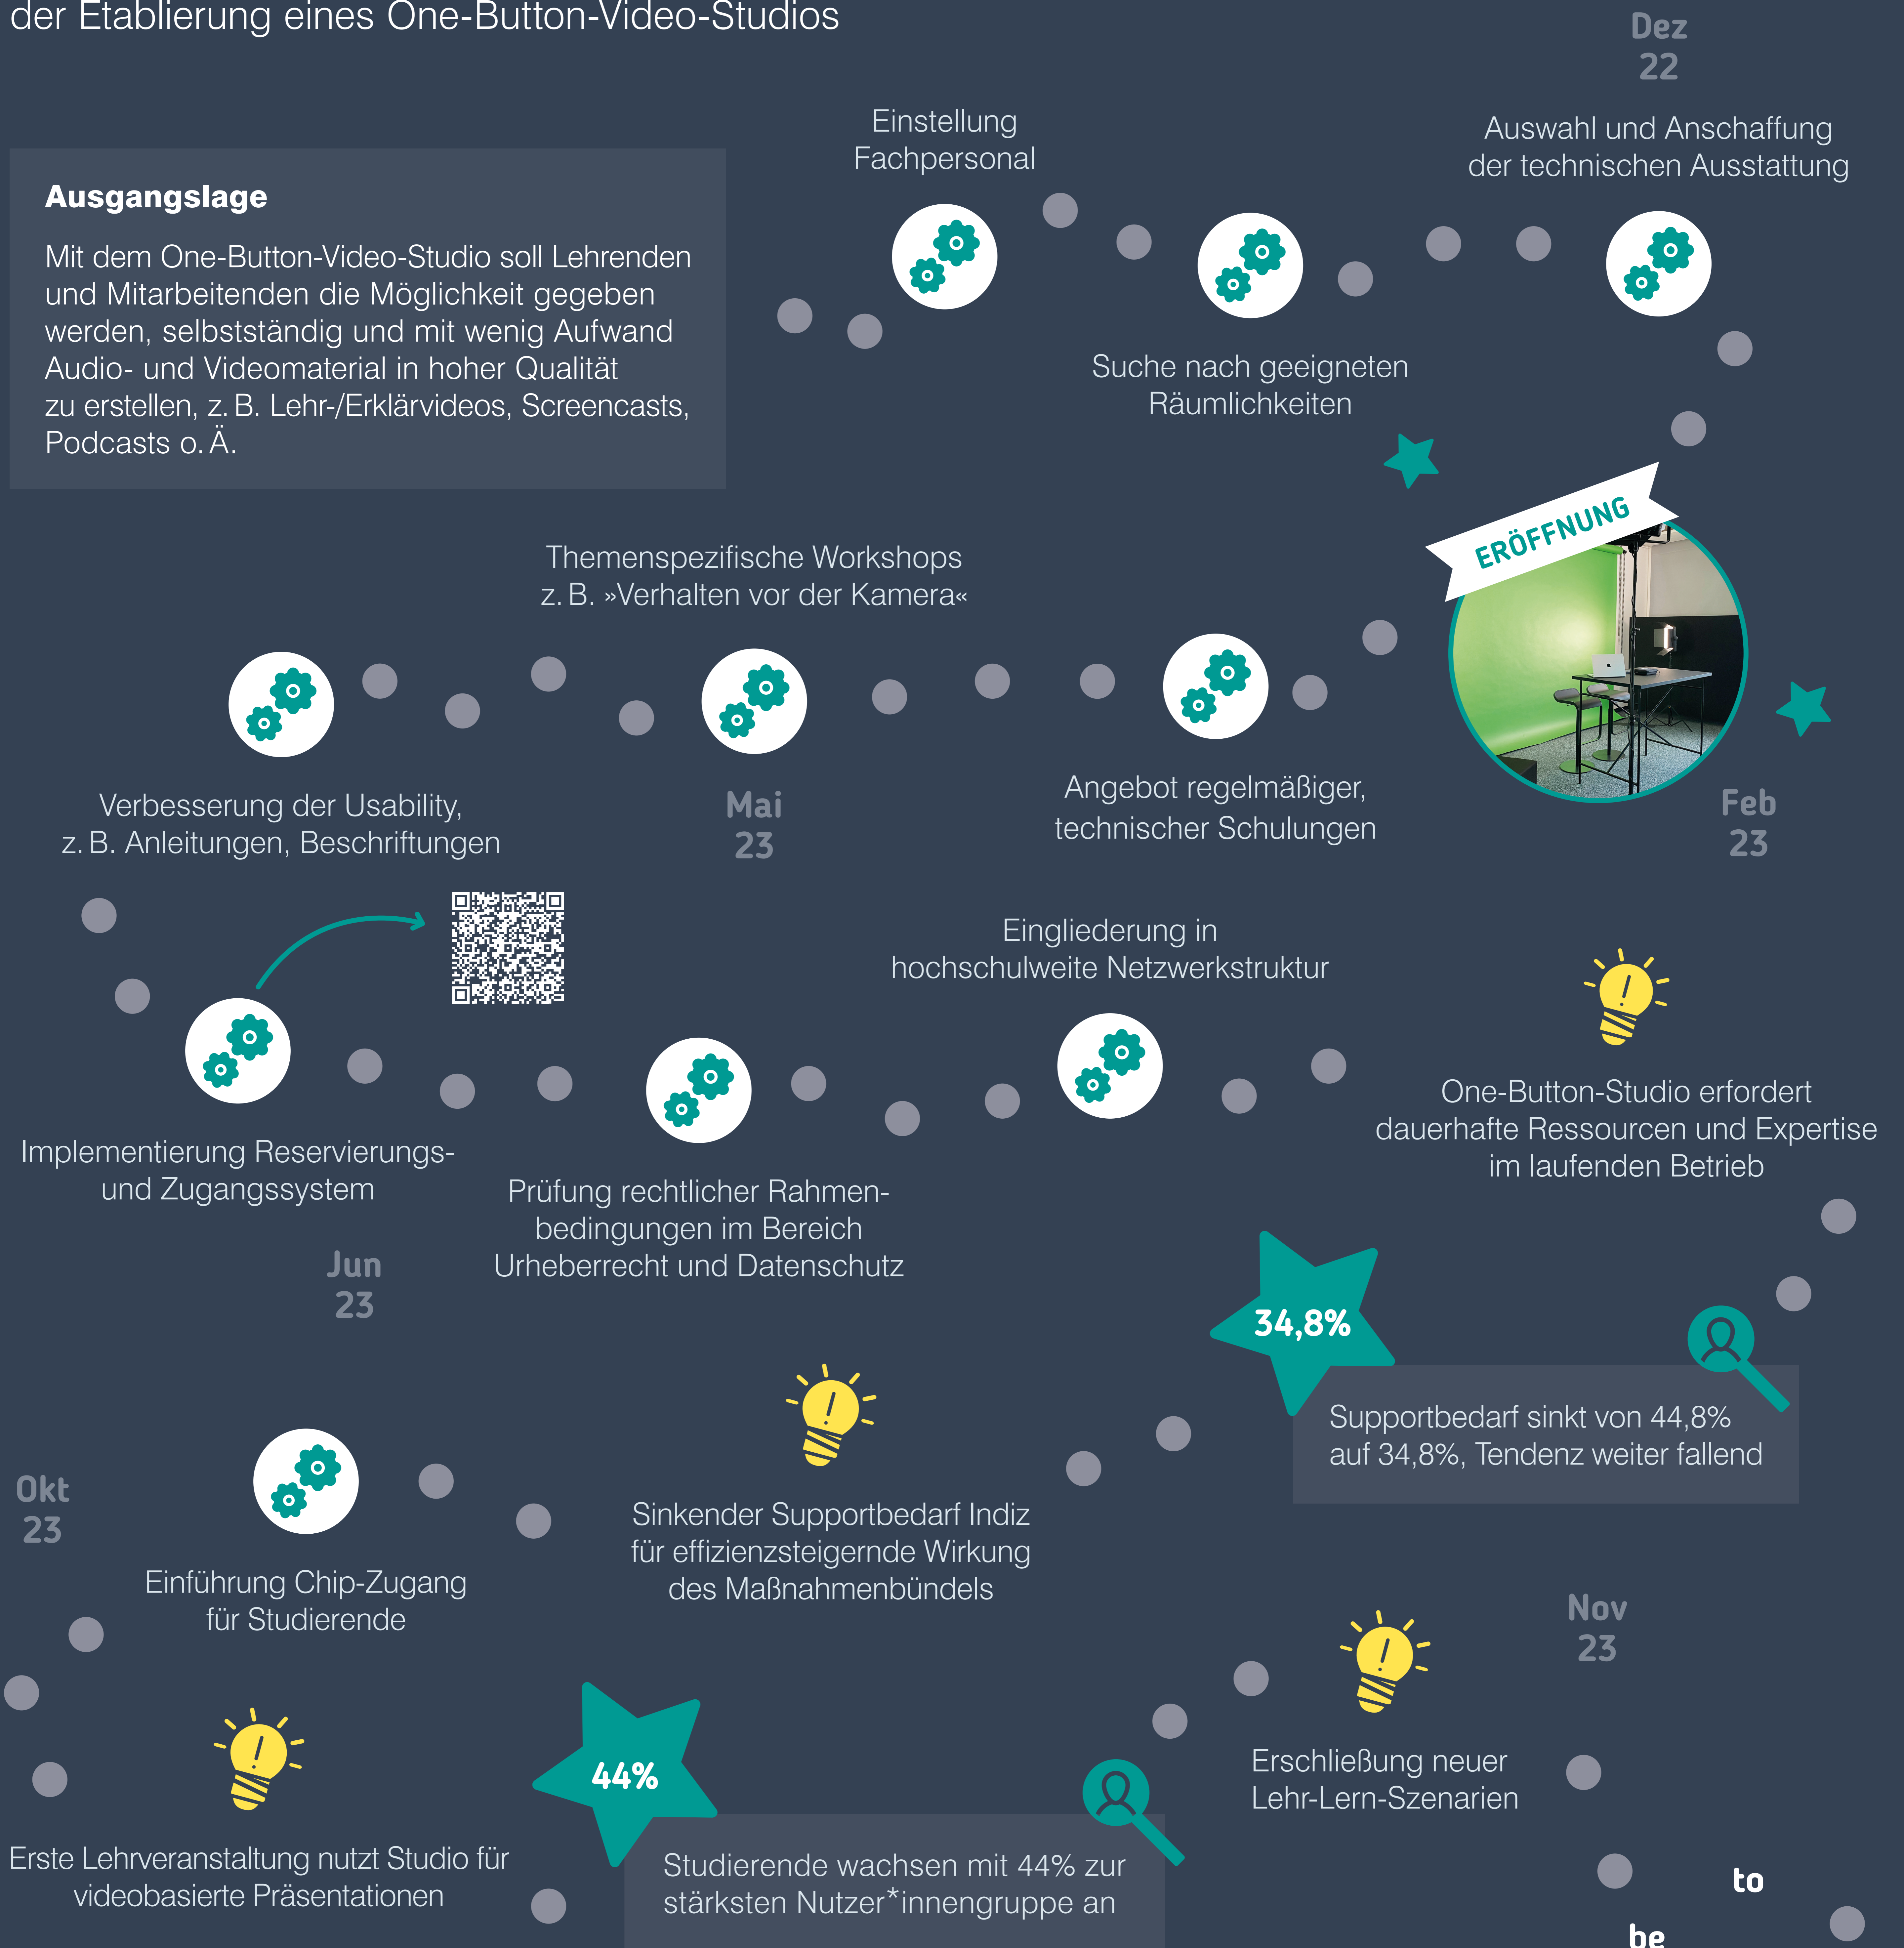 der Etablierung eines One-Button-Video-Studios
Dez
22
Ausgangslage
Mit dem One-Button-Video-Studio soll Lehrenden
und Mitarbeitenden die Möglichkeit gegeben
werden, selbstständig und mit wenig Aufwand
Audio- und Videomaterial in hoher Qualität
zu erstellen, z. B. Lehr-/Erklärvideos, Screencasts,
Podcasts o. Ä.
Einstellung
Fachpersonal
Suche nach geeigneten
Räumlichkeiten
Auswahl und Anschaffung
der technischen Ausstattung
ERÖFFNUNG
Feb
23
Angebot regelmäßiger,
technischer Schulungen
Themenspezifische Workshops
z. B. »Verhalten vor der Kamera«
Mai
23
Verbesserung der Usability,
z. B. Anleitungen, Beschriftungen
Implementierung Reservierungs-
und Zugangssystem
Jun
23
Prüfung rechtlicher Rahmen-
bedingungen im Bereich
Urheberrecht und Datenschutz
Eingliederung in
hochschulweite Netzwerkstruktur
One-Button-Studio erfordert
dauerhafte Ressourcen und Expertise
im laufenden Betrieb
34,8%
Supportbedarf sinkt von 44,8%
auf 34,8%, Tendenz weiter fallend
Sinkender Supportbedarf Indiz
für effizienzsteigernde Wirkung
des Maßnahmenbündels
Einführung Chip-Zugang
für Studierende
Okt
23
Erste Lehrveranstaltung nutzt Studio für
videobasierte Präsentationen
44%
Studierende wachsen mit 44% zur
stärksten Nutzer*innengruppe an
Erschließung neuer
Lehr-Lern-Szenarien
Nov
23
to
be